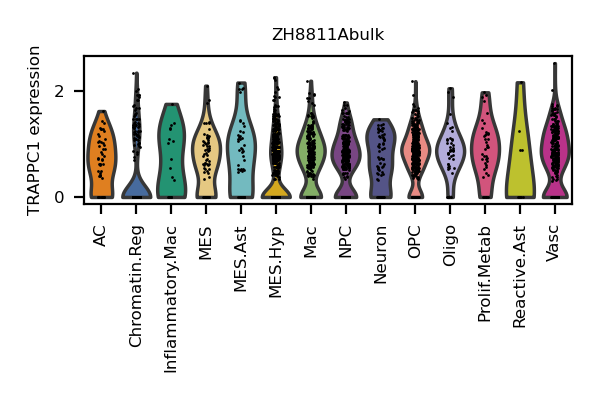 ZH8811Abulk
TRAPPC1 expression
2
0
AC
Chromatin.Reg
Inflammatory.Mac
MES
MES.Ast
MES.Hyp
Mac
NPC
Neuron
OPC
Oligo
Prolif.Metab
Reactive.Ast
Vasc